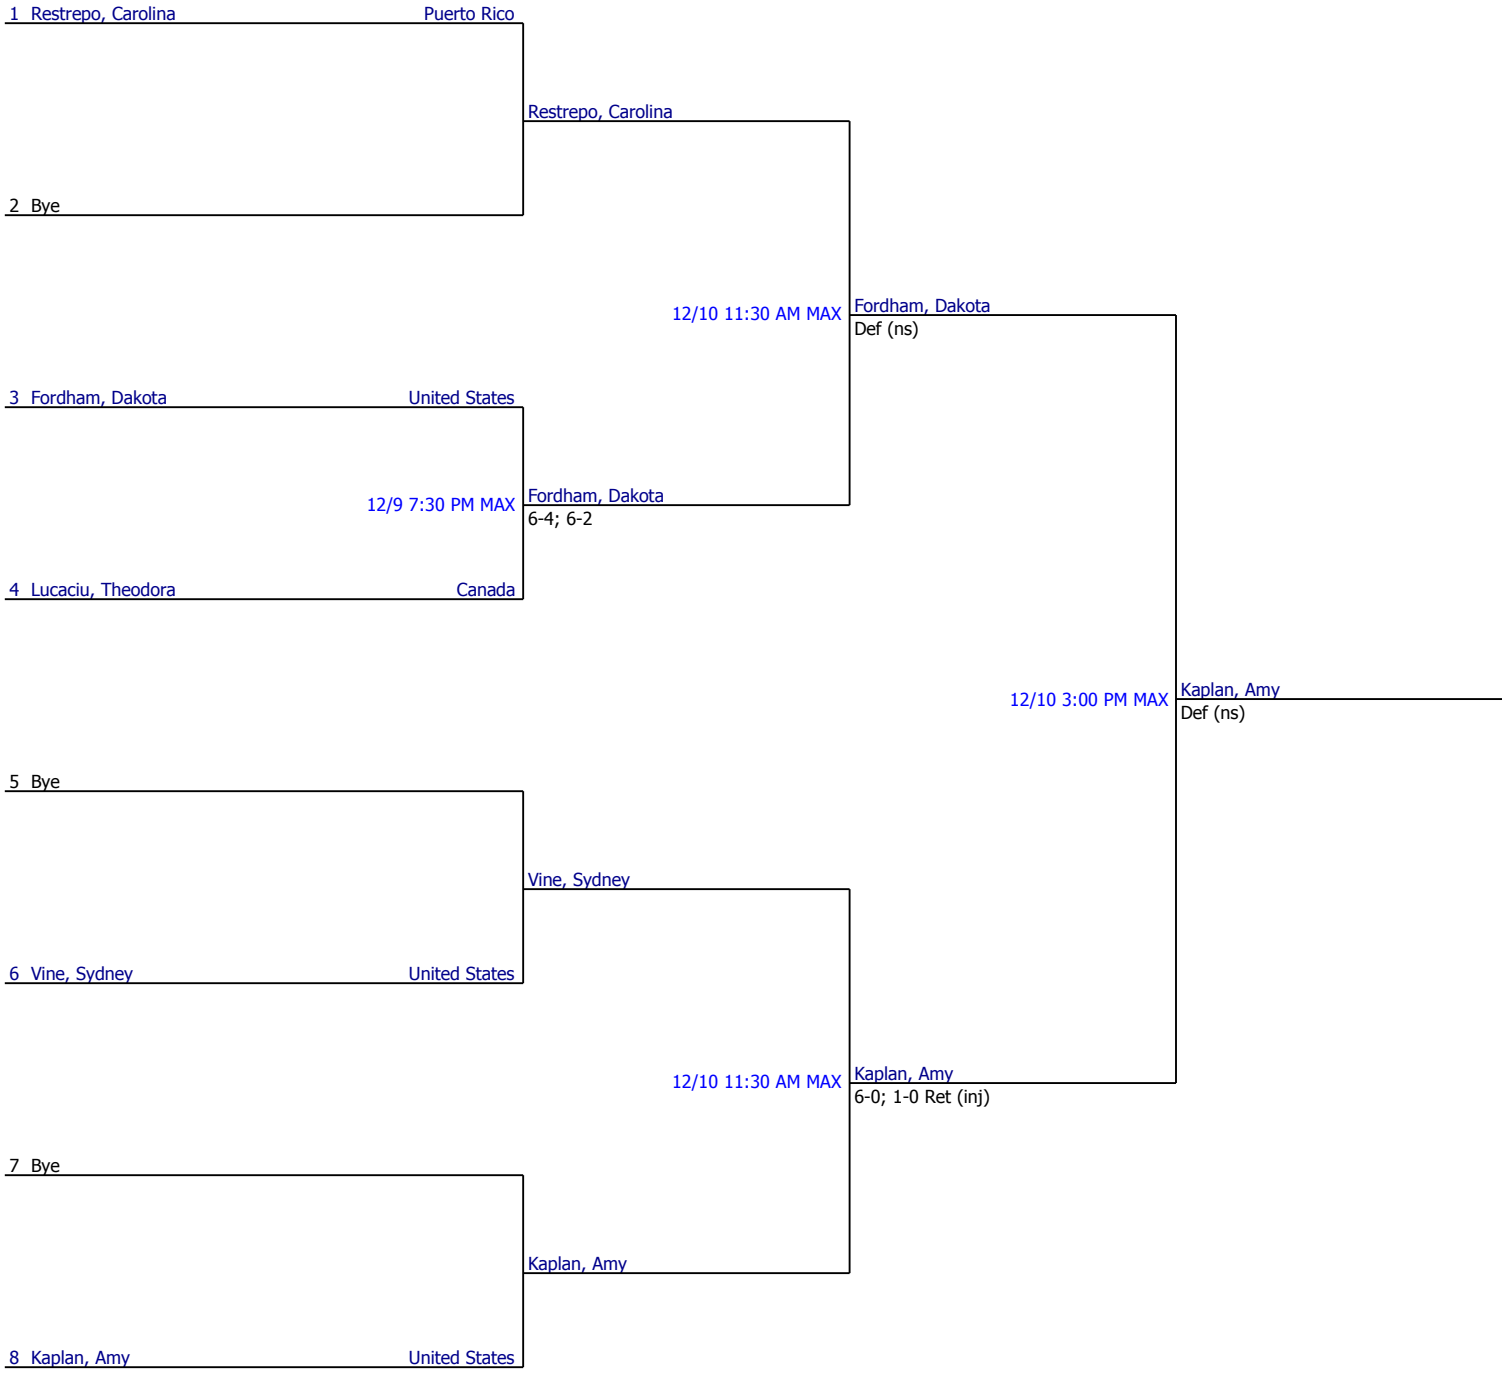 1 Restrepo, Carolina Puerto Rico
Restrepo, Carolina
2 Bye
12/10 11:30 AM MAX
Fordham, Dakota
Def (ns)
3 Fordham, Dakota United States
12/9 7:30 PM MAX
Fordham, Dakota
6-4; 6-2
4 Lucaciu, Theodora Canada
12/10 3:00 PM MAX
Kaplan, Amy
Def (ns)
5 Bye
Vine, Sydney
6 Vine, Sydney United States
12/10 11:30 AM MAX
Kaplan, Amy
6-0; 1-0 Ret (inj)
7 Bye
Kaplan, Amy
8 Kaplan, Amy United States